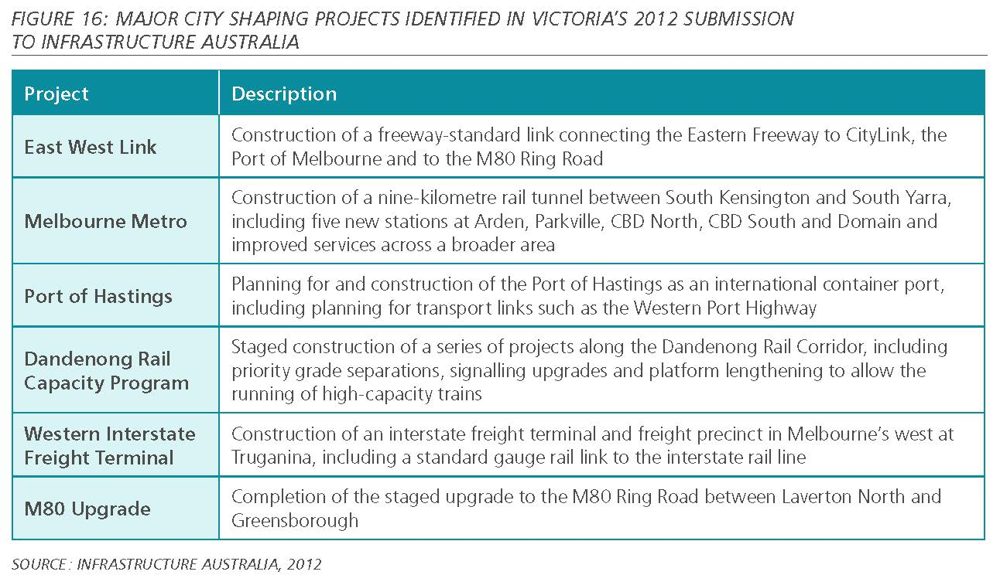 FIGURE 16: MAJOR CITY SHAPING PROJECTS IDENTIFIED IN VICTORIA’S 2012 SUBMISSION
TO INFRASTRUCTURE AUSTRALIA
Project
Description
East West Link
Construction of a freeway-standard link connecting the Eastern Freeway to CityLink, the
Port of Melbourne and to the M80 Ring Road
Melbourne Metro
Construction of a nine-kilometre rail tunnel between South Kensington and South Yarra,
including five new stations at Arden, Parkville, CBD North, CBD South and Domain and
improved services across a broader area
Port of Hastings
Planning for and construction of the Port of Hastings as an international container port,
including planning for transport links such as the Western Port Highway
Dandenong Rail
Capacity Program
Staged construction of a series of projects along the Dandenong Rail Corridor, including
priority grade separations, signalling upgrades and platform lengthening to allow the
running of high-capacity trains
Western Interstate
Freight Terminal
Construction of an interstate freight terminal and freight precinct in Melbourne’s west at
Truganina, including a standard gauge rail link to the interstate rail line
M80 Upgrade
Completion of the staged upgrade to the M80 Ring Road between Laverton North and
Greensborough
SOURCE: INFRASTRUCTURE AUSTRALIA, 2012